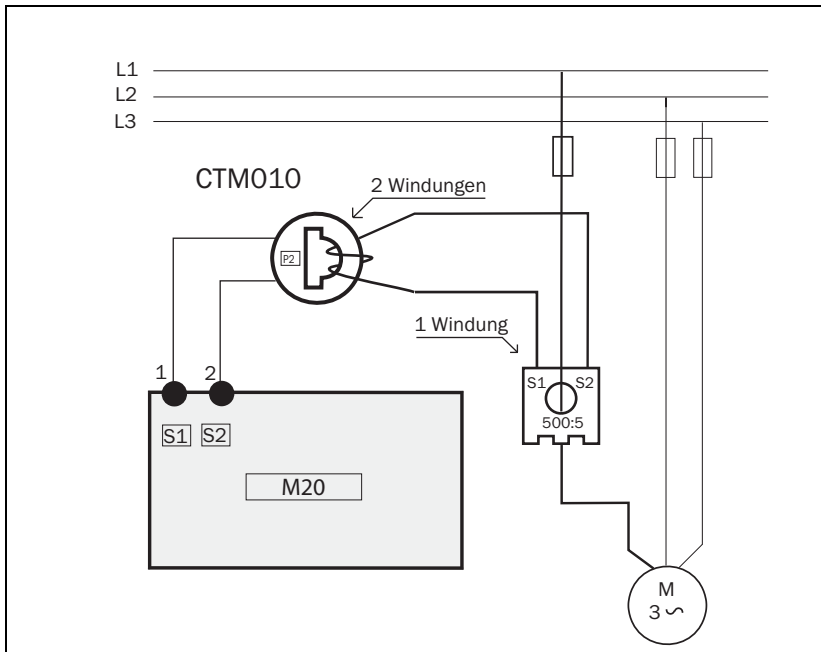 L1
L2
L3
CTM010
2 Windungen
P2
1 Windung
1 2
S1 S2
500:5
S1 S2
M20
M
3 ~